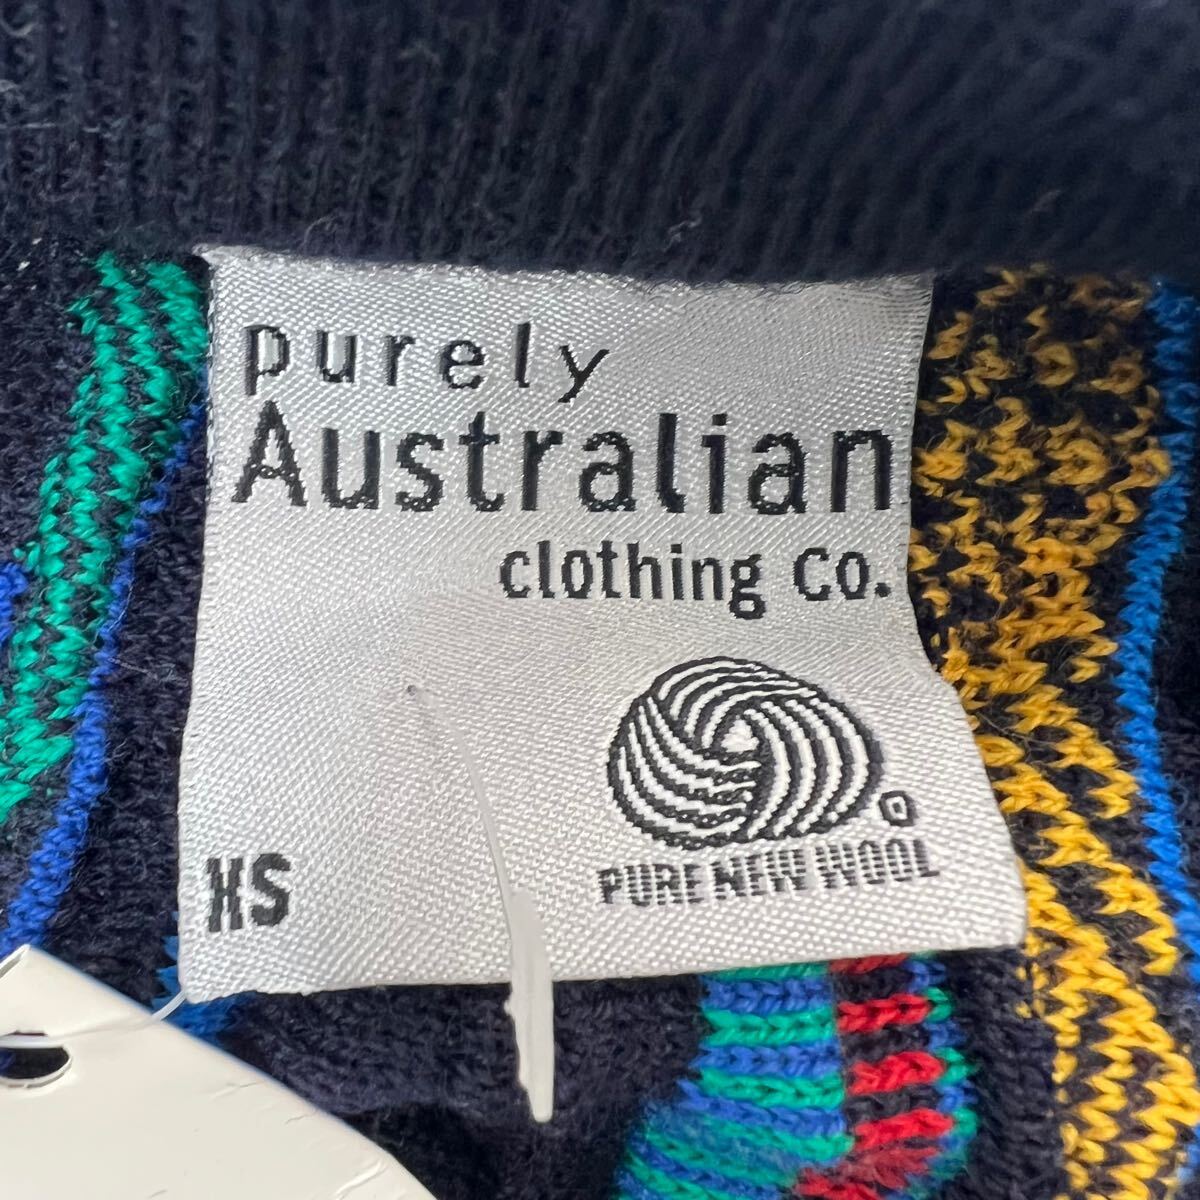 purely
Australian
clothing co.
PURE NEW WOOL
XS